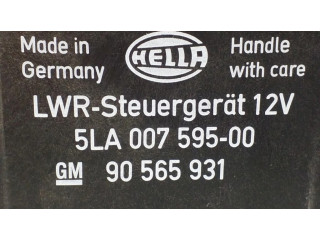 Made in HELLA Handle
Germany with care
LWR-Steuergerät 12V
5LA 007 595-00
GM 90 565 931